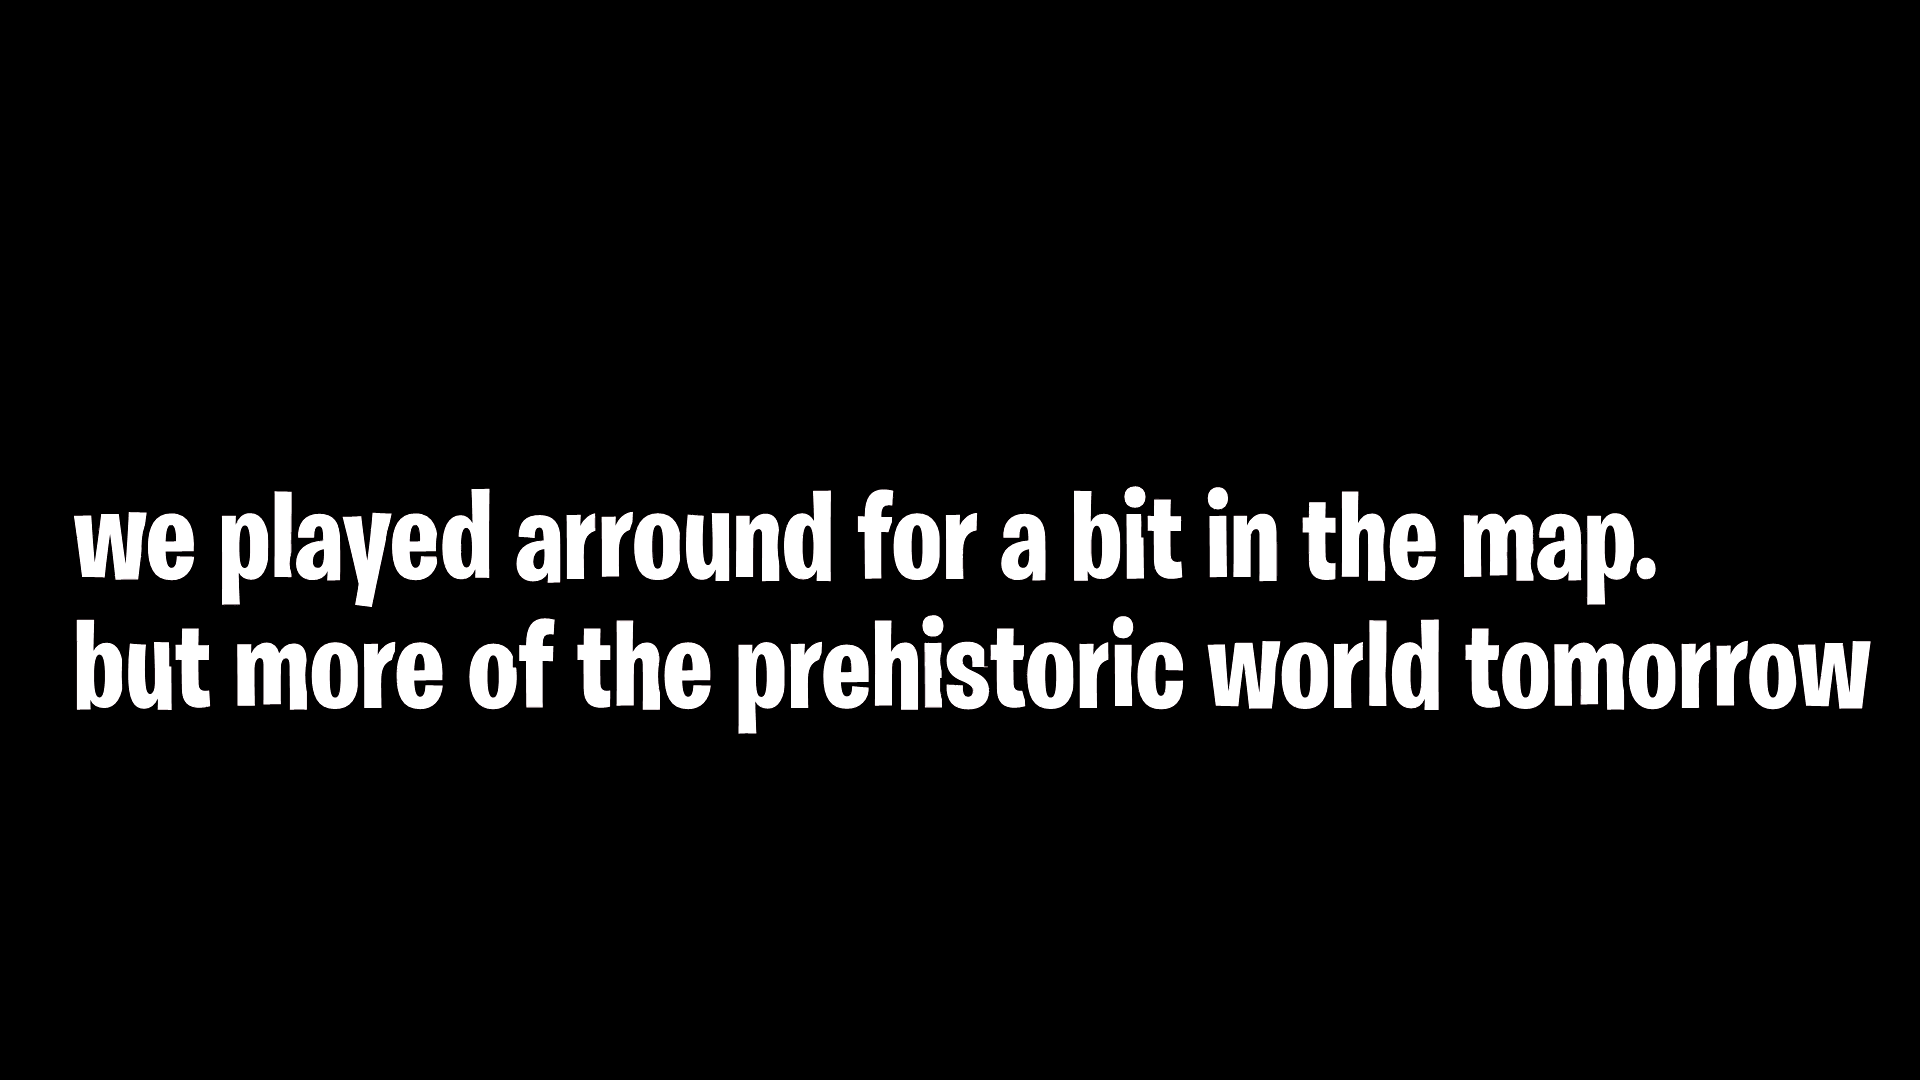 we played arround for a bit in the map.
but more of the prehistoric world tomorrow